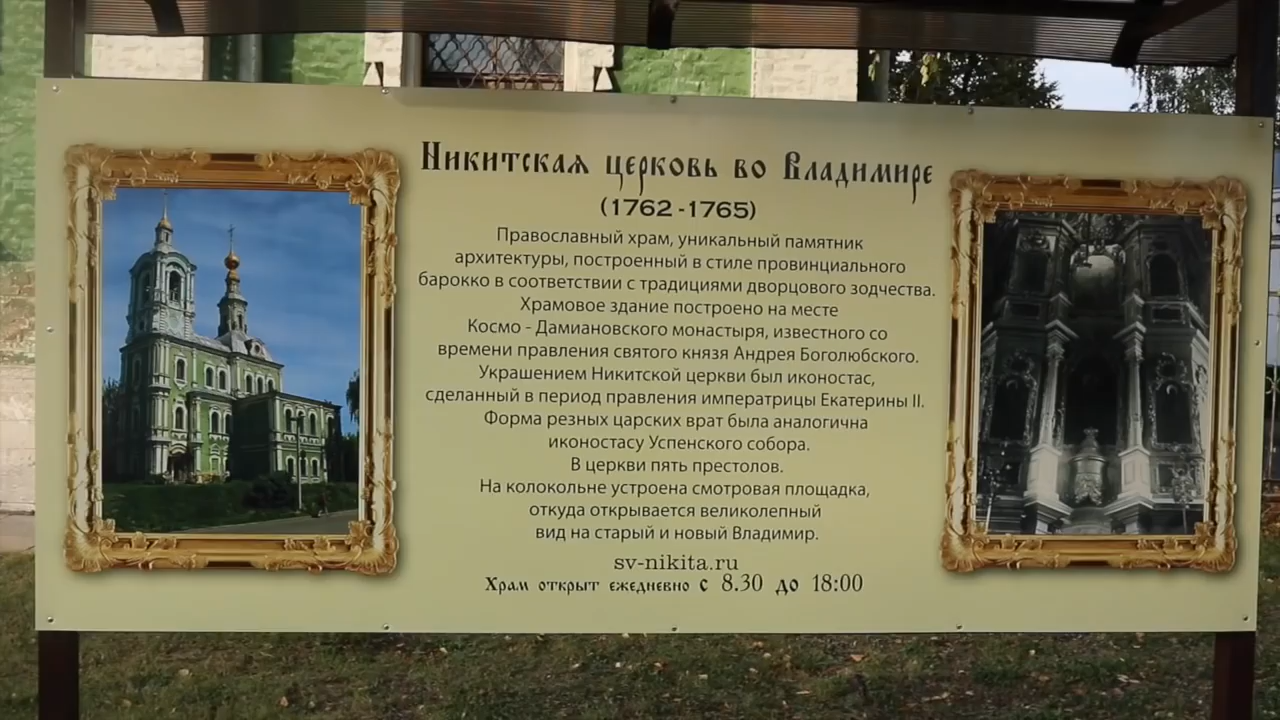 Никитская церковь во Владимире
(1762 -1765)
Православный храм, уникальный памятник
архитектуры, построенный в стиле провинциального
барокко в соответствии с традициями дворцового зодчества.
Храмовое здание построено на месте
Космо - Дамиановского монастыря, известного со
времени правления святого князя Андрея Боголюбского.
Украшением Никитской церкви был иконостас,
сделанный в период правления императрицы Екатерины II.
Форма резных царских врат была аналогична
иконостасу Успенского собора.
В церкви пять престолов.
На колокольне устроена смотровая площадка,
откуда открывается великолепный
вид на старый и новый Владимир.
sv-nikita.ru
Храм открыт ежедневно с 8.30 до 18:00